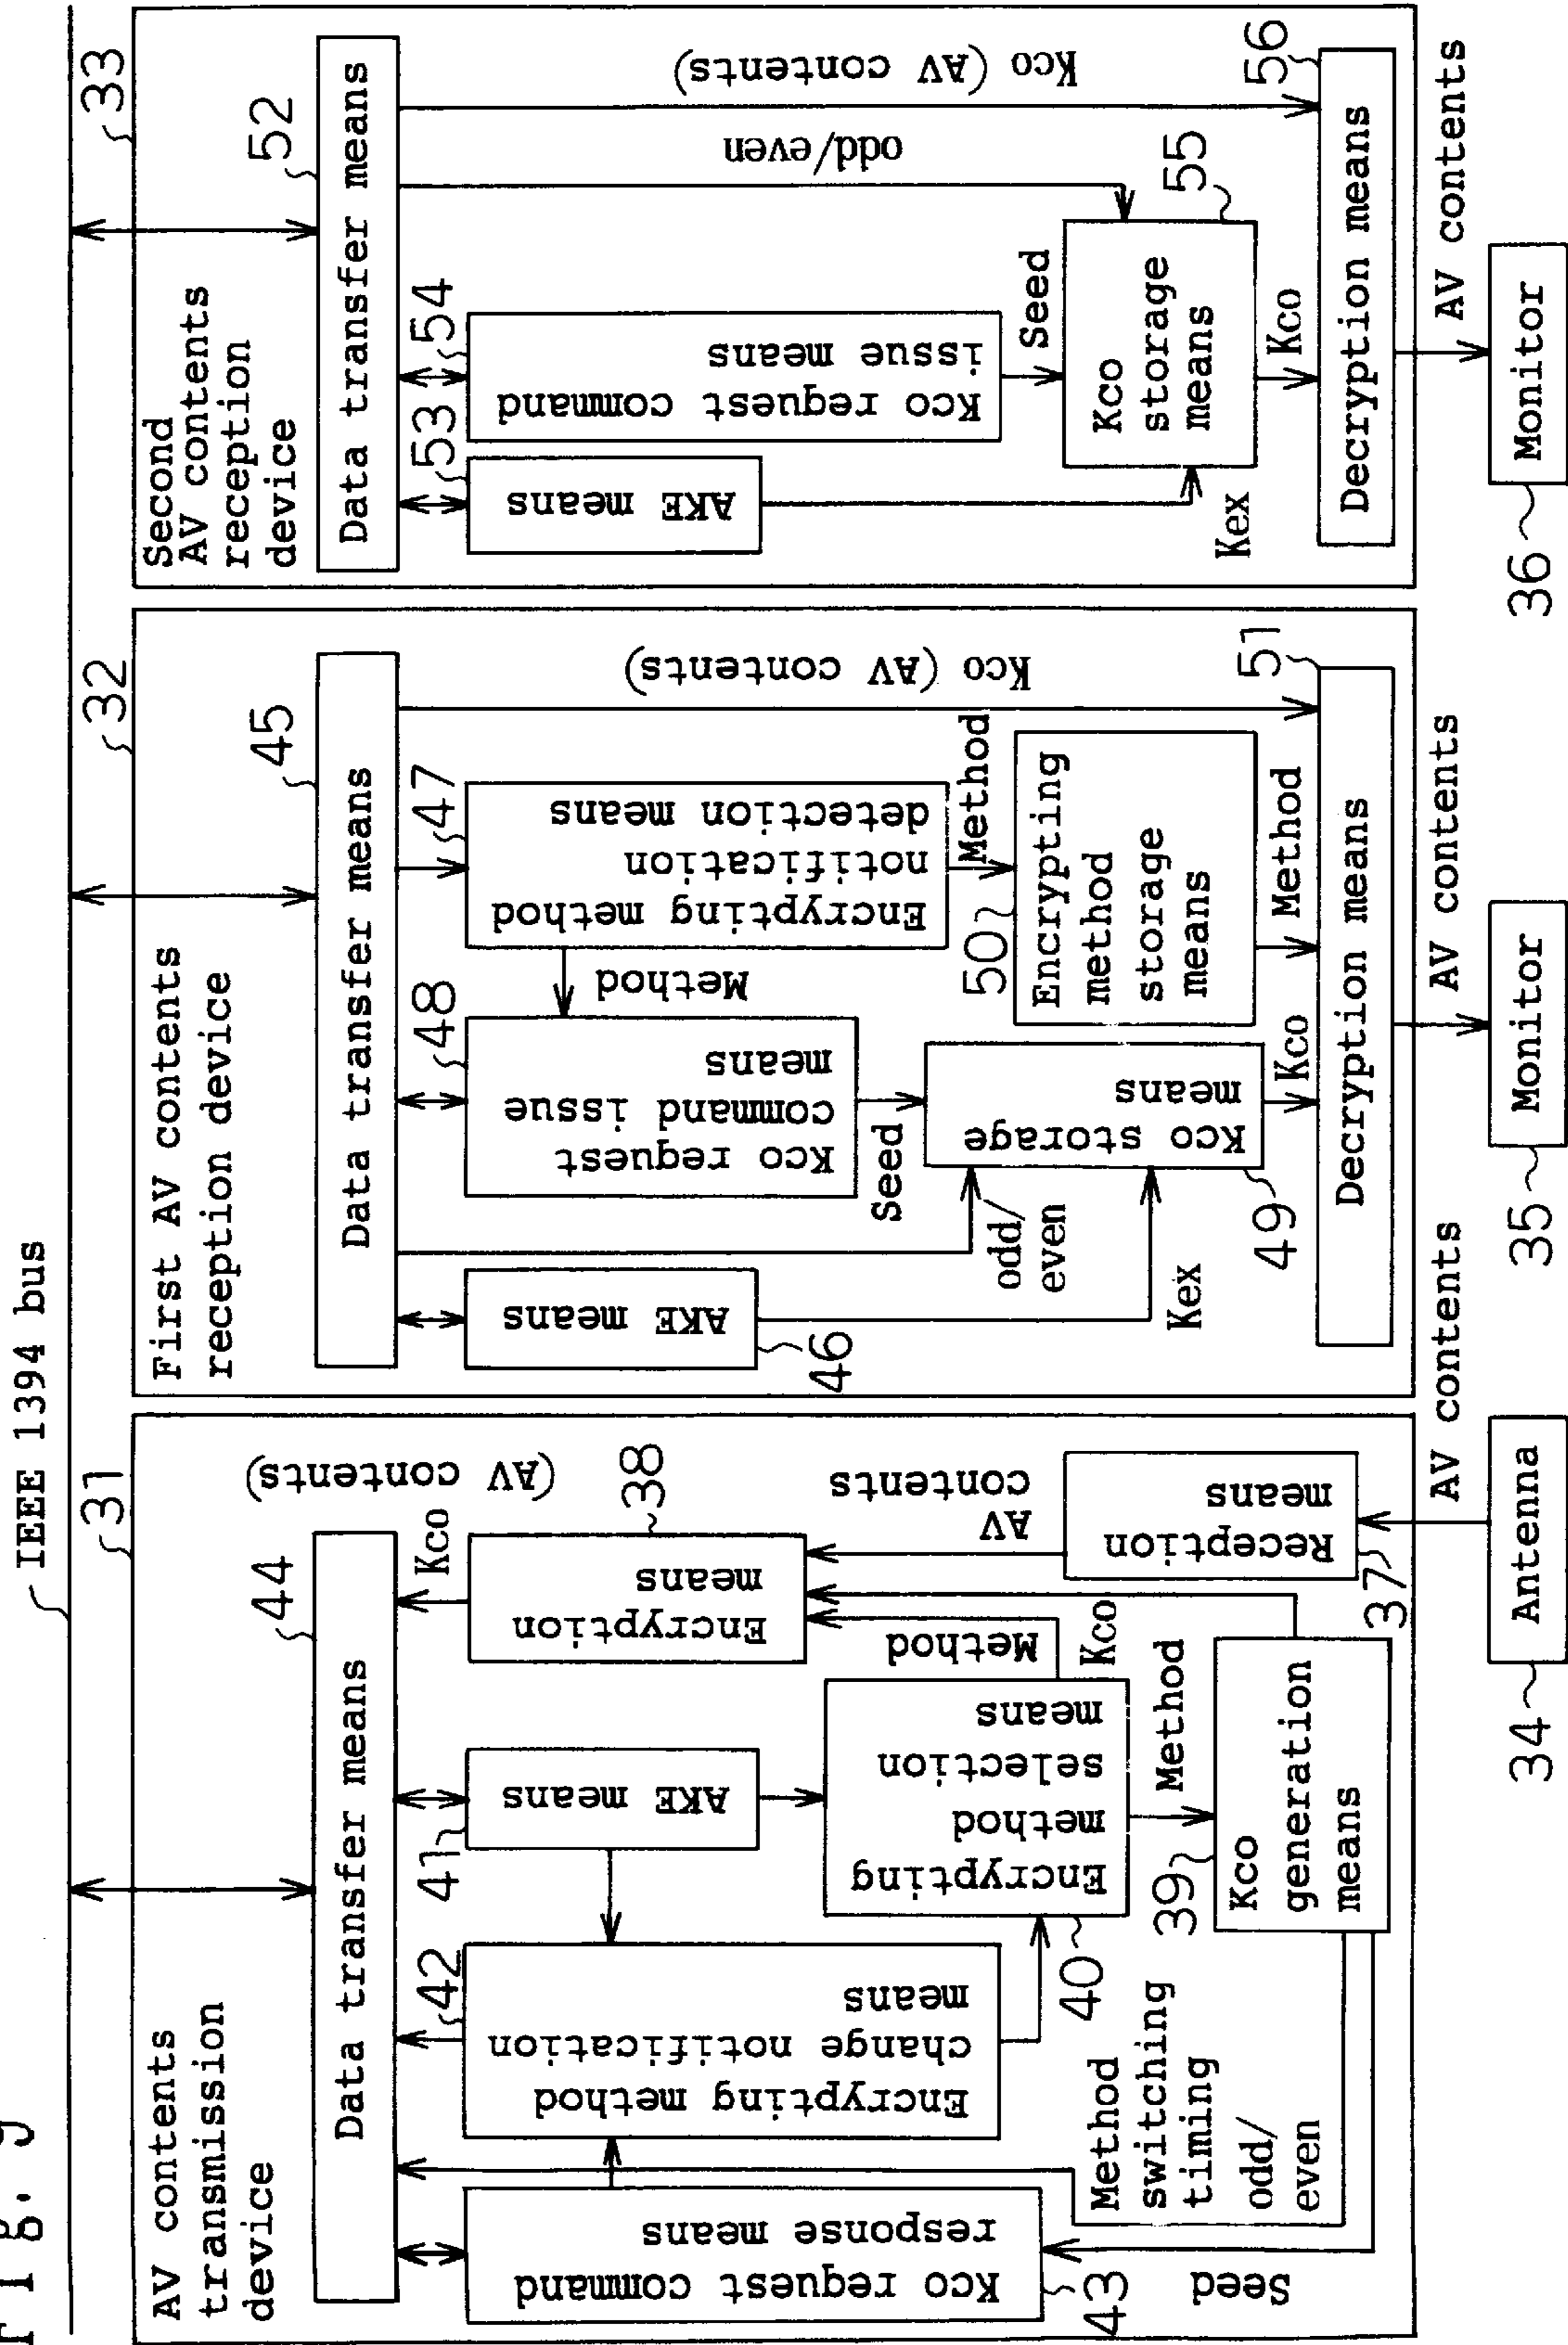 Fig. 9
IEEE 1394 bus
31
AV contents
transmission
device
44
Data transfer means
43
Kco request command
response means
42
Encrypting method
change notification
means
41
AKE means
Kco
(AV contents)
38
Encryption
means
40
Encrypting
method
selection
means
Method
Kco
AV
contents
Method
39
Kco
generation
means
Method
switching
timing
odd/
even
Seed
37
Reception
means
AV contents
34
Antenna
32
First AV contents
reception device
45
Data transfer means
46
AKE means
48
Kco request
command issue
means
Method
47
Encrypting method
notification
detection means
Kco (AV contents)
Seed
odd/
even
Kex
49
Kco storage
means
Method
50
Encrypting
method
storage
means
Kco
Method
51
Decryption means
AV contents
35
Monitor
33
Second
AV contents
reception
device
52
Data transfer means
53
AKE means
54
Kco request command
issue means
odd/even
Kco (AV contents)
Seed
55
Kco
storage
means
Kex
Kco
56
Decryption means
AV contents
36
Monitor